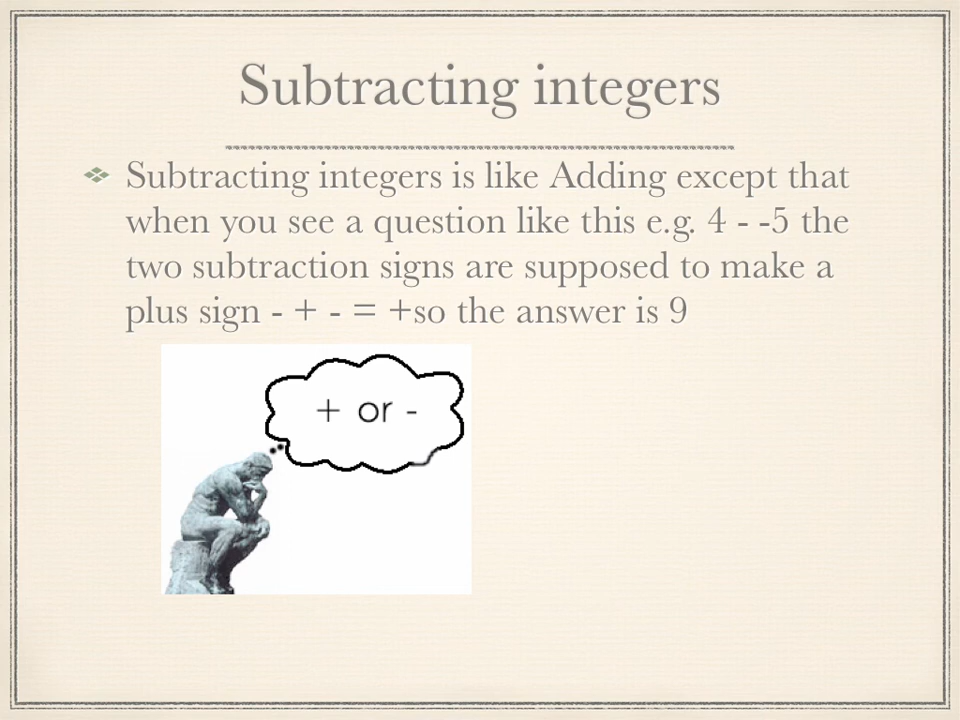 Subtracting integers
Subtracting integers is like Adding except that
when you see a question like this e.g. 4 - -5 the
two subtraction signs are supposed to make a
plus sign - + - = +so the answer is 9
+ or -